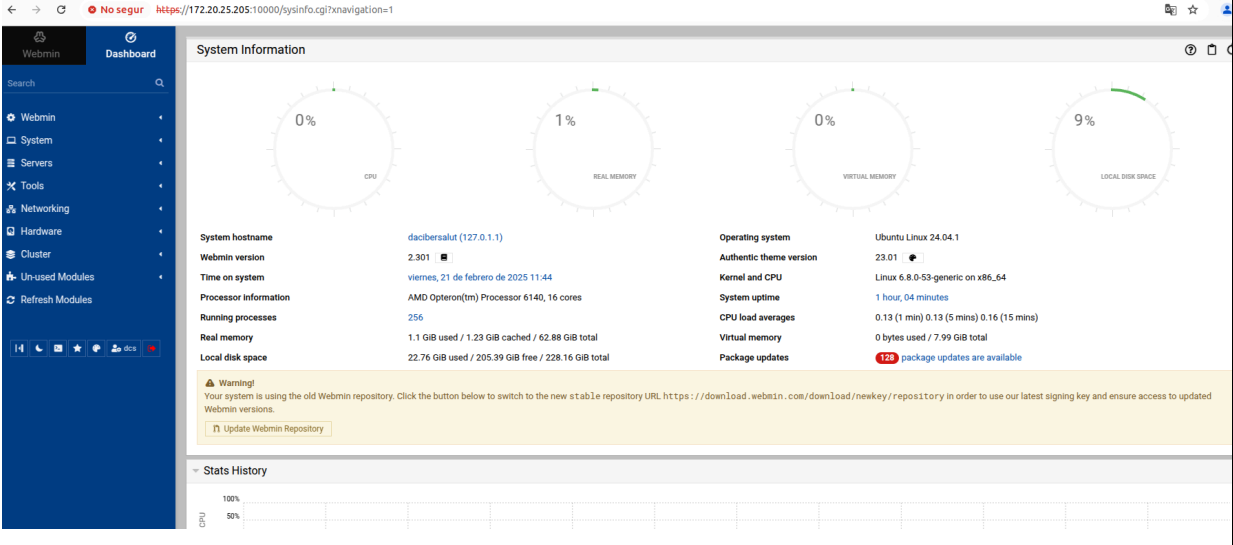 No segur https://172.20.25.205:10000/sysinfo.cgi?xnavigation=1
Webmin
Dashboard
Search
Webmin
System
Servers
Tools
Networking
Hardware
Cluster
Un-used Modules
Refresh Modules
dcs
System Information
0%
CPU
1%
REAL MEMORY
0%
VIRTUAL MEMORY
9%
LOCAL DISK SPACE
System hostname dacibersalut (127.0.1.1) Operating system Ubuntu Linux 24.04.1
Webmin version 2.301 Authentic theme version 23.01
Time on system viernes, 21 de febrero de 2025 11:44 Kernel and CPU Linux 6.8.0-53-generic on x86_64
Processor information AMD Opteron(tm) Processor 6140, 16 cores System uptime 1 hour, 04 minutes
Running processes 256 CPU load averages 0.13 (1 min) 0.13 (5 mins) 0.16 (15 mins)
Real memory 1.1 GiB used / 1.23 GiB cached / 62.88 GiB total Virtual memory 0 bytes used / 7.99 GiB total
Local disk space 22.76 GiB used / 205.39 GiB free / 228.16 GiB total Package updates 128 package updates are available
Warning!
Your system is using the old Webmin repository. Click the button below to switch to the new stable repository URL https://download.webmin.com/download/newkey/repository in order to use our latest signing key and ensure access to updated
Webmin versions.
Update Webmin Repository
Stats History
100%
50%
CPU